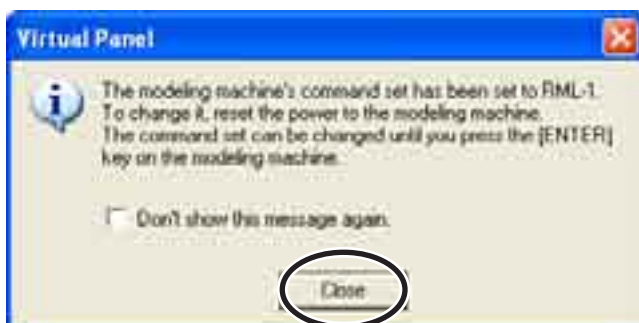 Virtual Panel
The modeling machine's command set has been set to RML-1.
To change it, reset the power to the modeling machine.
The command set can be changed until you press the [ENTER]
key on the modeling machine.
Don't show this message again.
Close